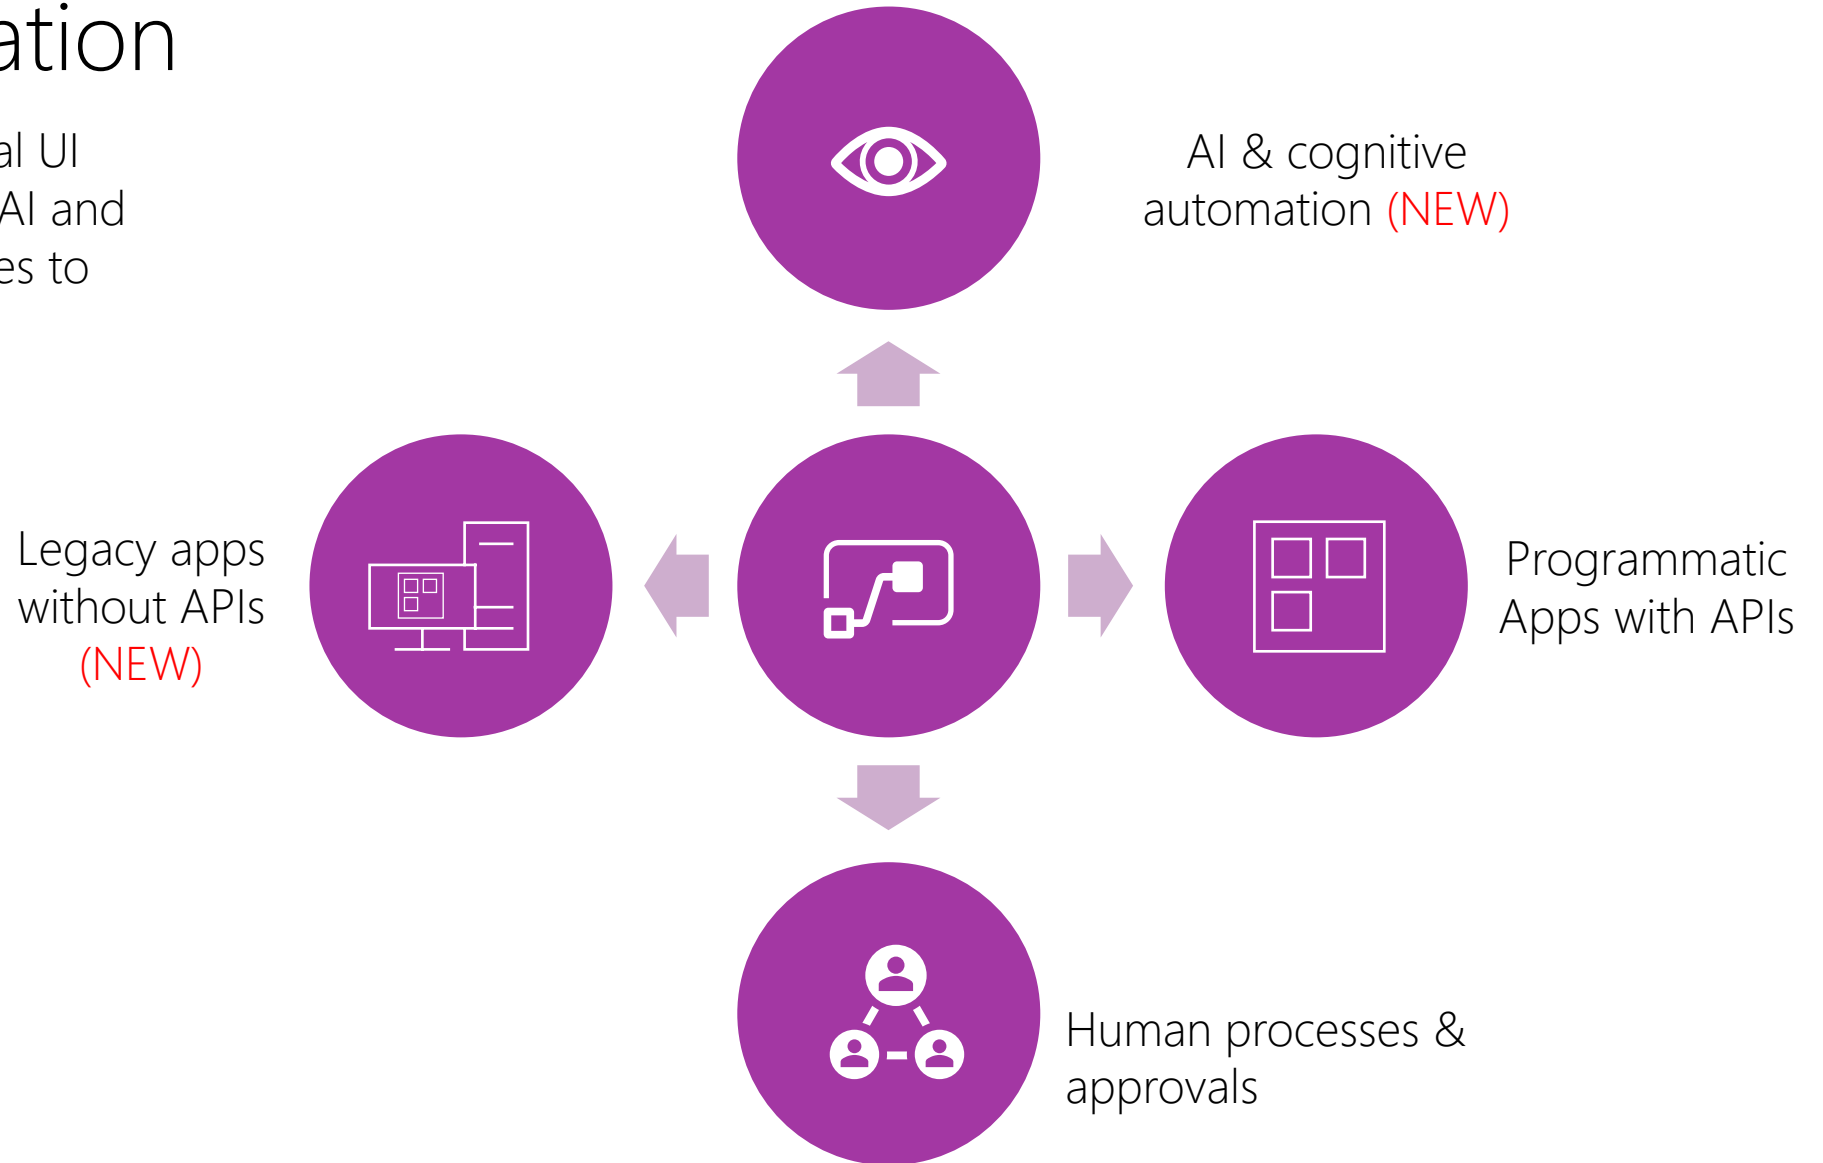 ation
al UI
AI and
es to
AI & cognitive
automation (NEW)
Legacy apps
without APIs
(NEW)
Programmatic
Apps with APIs
Human processes &
approvals